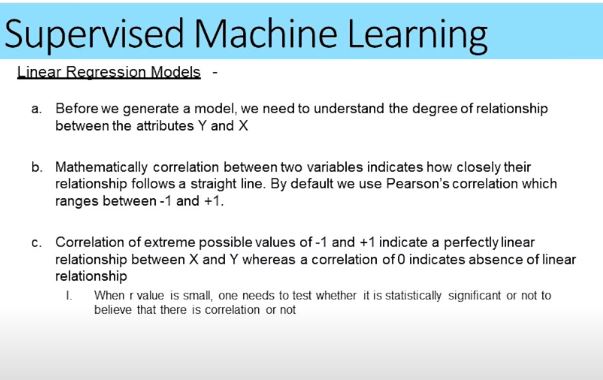 Supervised Machine Learning
Linear Regression Models -
a. Before we generate a model, we need to understand the degree of relationship
between the attributes Y and X
b. Mathematically correlation between two variables indicates how closely their
relationship follows a straight line. By default we use Pearson's correlation which
ranges between -1 and +1.
c. Correlation of extreme possible values of -1 and +1 indicate a perfectly linear
relationship between X and Y whereas a correlation of 0 indicates absence of linear
relationship
I. When r value is small, one needs to test whether it is statistically significant or not to
believe that there is correlation or not